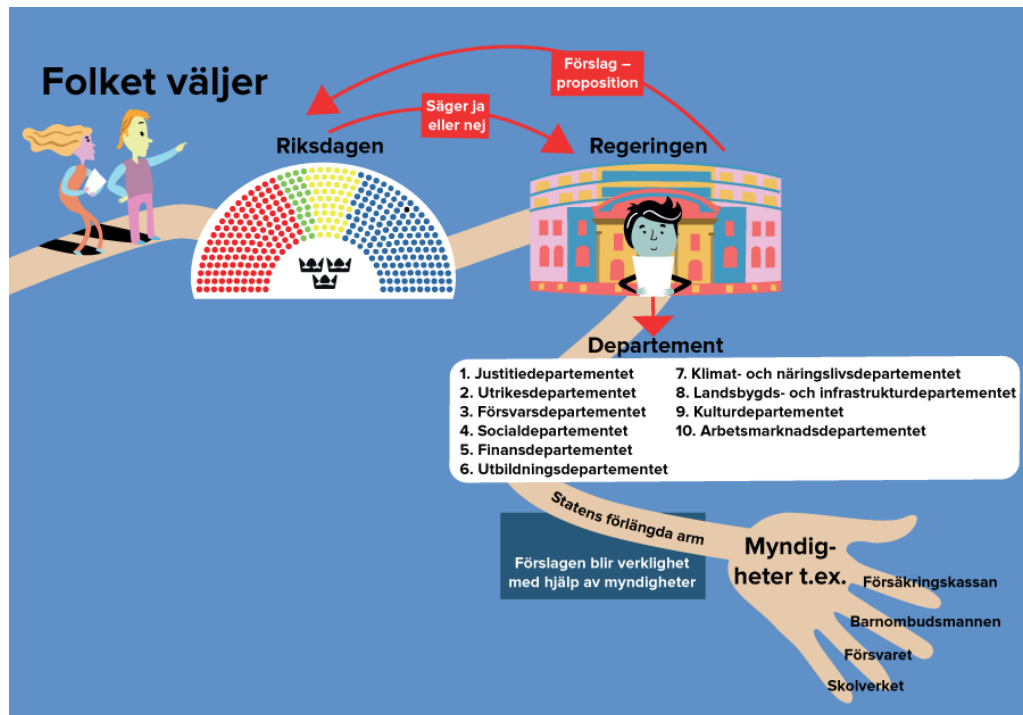 Folket väljer
Förslag –
proposition
Säger ja
eller nej
Riksdagen
Regeringen
Departement
1. Justitiedepartementet
2. Utrikesdepartementet
3. Försvarsdepartementet
4. Socialdepartementet
5. Finansdepartementet
6. Utbildningsdepartementet
7. Klimat- och näringslivsdepartementet
8. Landsbygds- och infrastrukturdepartementet
9. Kulturdepartementet
10. Arbetsmarknadsdepartementet
Statens förlängda arm
Förslagen blir verklighet
med hjälp av myndigheter
Myndig-
heter t.ex.
Försäkringskassan
Barnombudsmannen
Försvaret
Skolverket